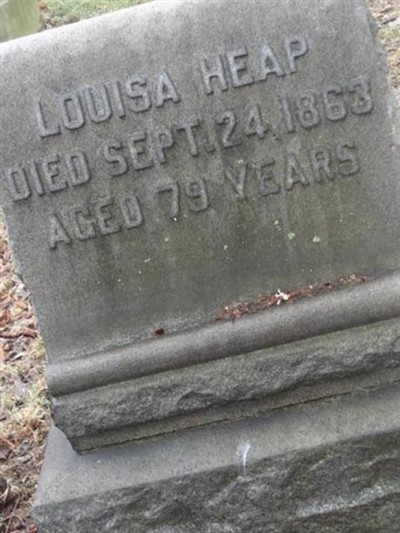 LOUISA HEAP
DIED SEPT. 24, 1863
AGED 79 YEARS